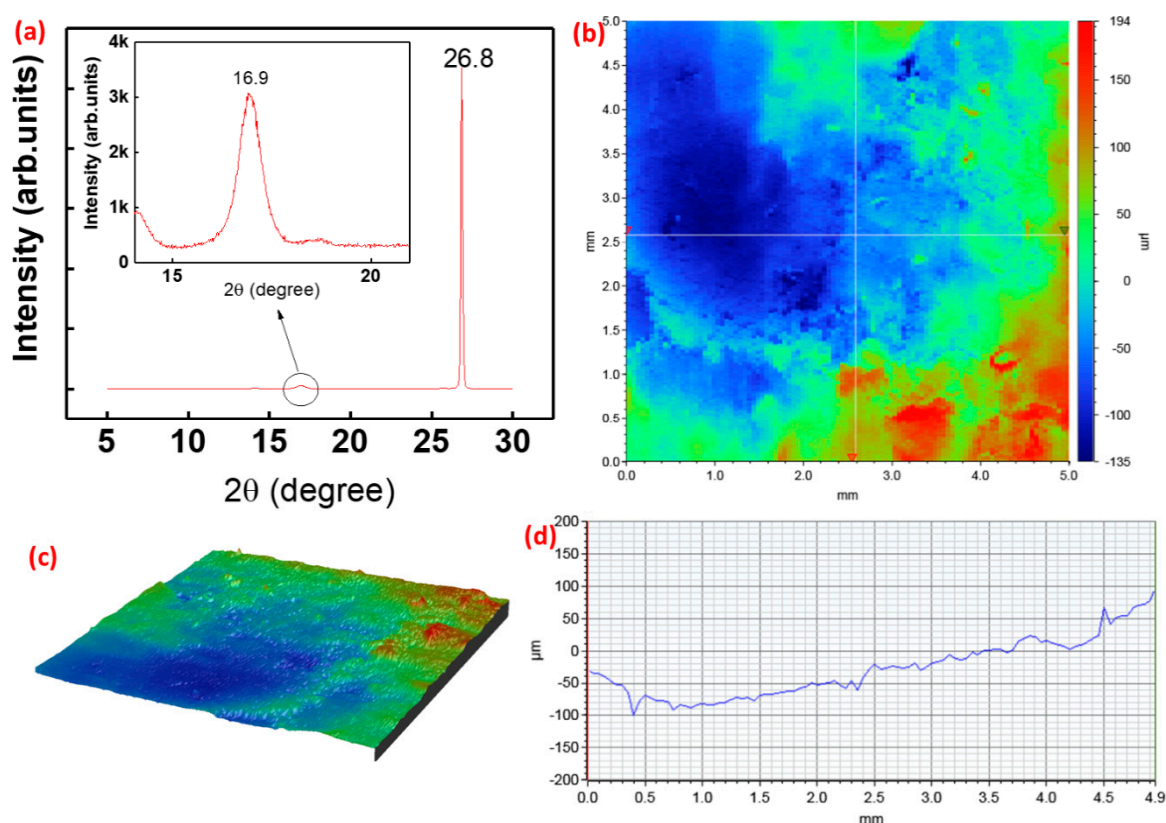 (a)
Intensity (arb.units)
26.8
4k
3k
2k
1k
0
Intensity (arb.units)
16.9
15 20
2θ (degree)
5 10 15 20 25 30
2θ (degree)
(b)
5.0
4.5
4.0
3.5
3.0
2.5
2.0
1.5
1.0
0.5
0.0
mm
0.0 1.0 2.0 3.0 4.0 5.0
mm
194
150
100
50
0
-50
-100
-135
µm
(c)
(d)
200
150
100
50
0
-50
-100
-150
-200
µm
0.0 0.5 1.0 1.5 2.0 2.5 3.0 3.5 4.0 4.5 4.9
mm